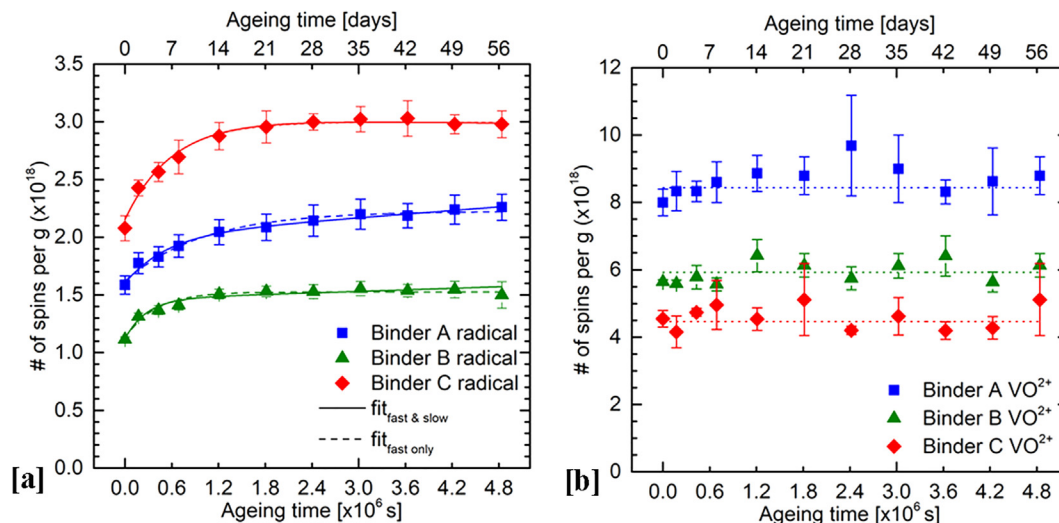 Ageing time [days]
0 7 14 21 28 35 42 49 56
3.5
3.0
2.5
2.0
1.5
1.0
0.5
0.0
# of spins per g (x10¹⁸)
Binder A radical
Binder B radical
Binder C radical
fit fast & slow
fit fast only
0.0 0.6 1.2 1.8 2.4 3.0 3.6 4.2 4.8
Ageing time [x10⁶ s]
[a]
Ageing time [days]
0 7 14 21 28 35 42 49 56
12
10
8
6
4
2
0
# of spins per g (x10¹⁸)
Binder A VO²⁺
Binder B VO²⁺
Binder C VO²⁺
0.0 0.6 1.2 1.8 2.4 3.0 3.6 4.2 4.8
Ageing time [x10⁶ s]
[b]